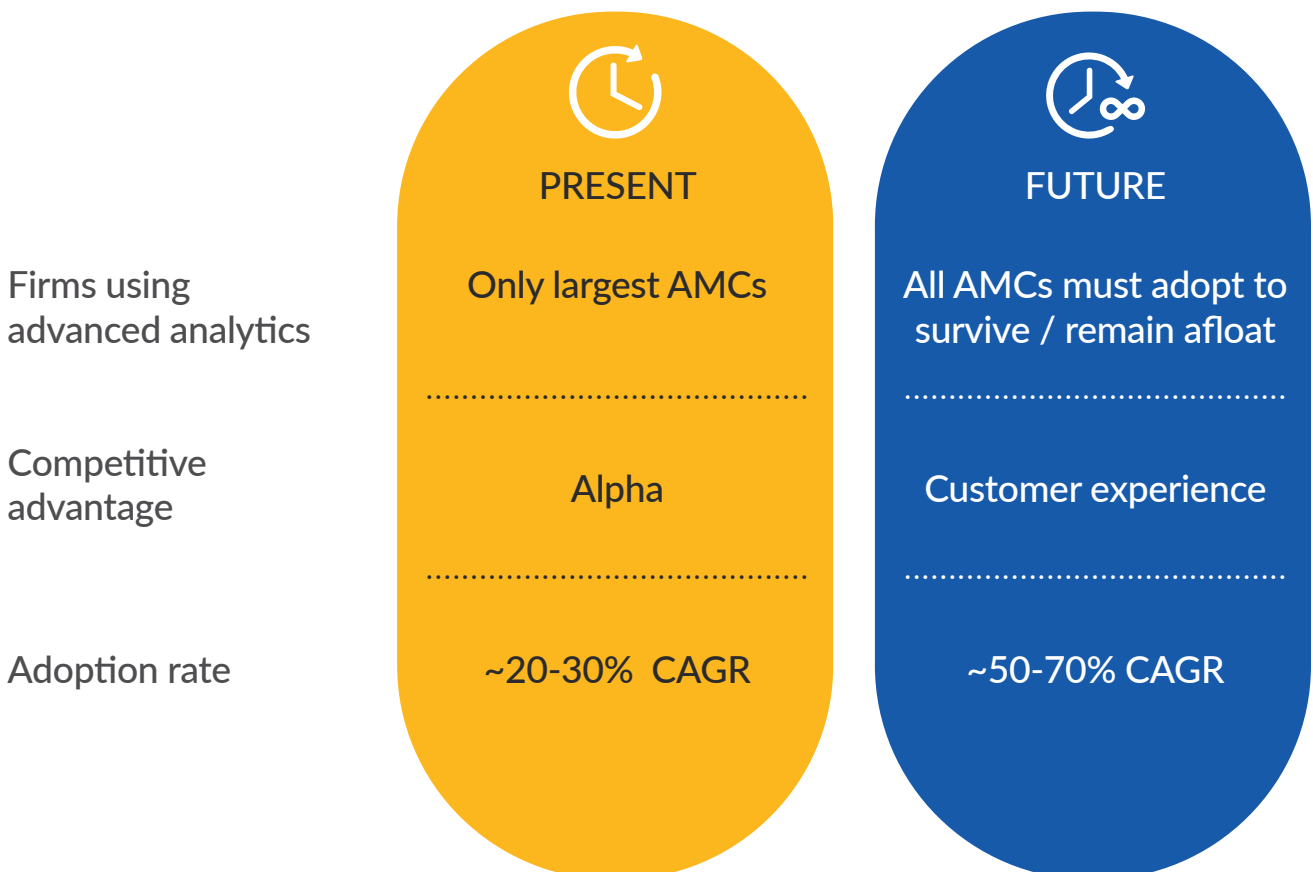 PRESENT
FUTURE
Firms using
advanced analytics
Only largest AMCs
All AMCs must adopt to
survive / remain afloat
Competitive
advantage
Alpha
Customer experience
Adoption rate
~20-30% CAGR
~50-70% CAGR